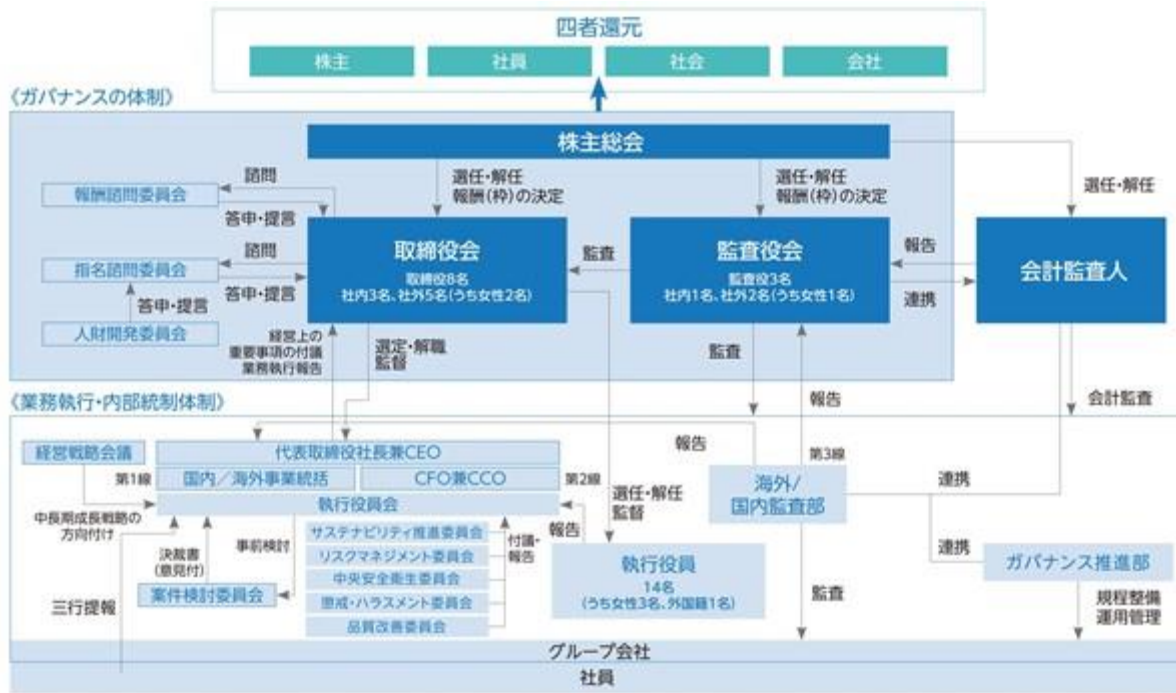 四者還元
株主
社員
社会
会社
《ガバナンスの体制》
株主総会
諮問
報酬諮問委員会
答申・提言
選任・解任
報酬(枠)の決定
選任・解任
報酬(枠)の決定
選任・解任
諮問
指名諮問委員会
答申・提言
答申・提言
人財開発委員会
取締役会
取締役8名
社内3名、社外5名(うち女性2名)
監査
監査役会
監査役3名
社内1名、社外2名(うち女性1名)
報告
連携
会計監査人
経営上の
重要事項の付議
業務執行報告
選定・解職
監督
監査
報告
会計監査
《業務執行・内部統制体制》
経営戦略会議
代表取締役社長兼CEO
第1線
国内/海外事業統括
CFO兼CCO
第2線
執行役員会
中長期成長戦略の
方向付け
決裁書
(意見付)
事前検討
案件検討委員会
三行提報
サステナビリティ推進委員会
リスクマネジメント委員会
中央安全衛生委員会
懲戒・ハラスメント委員会
品質改善委員会
付議・
報告
報告
選任・解任
監督
執行役員
14名
(うち女性3名、外国籍1名)
報告
第3線
海外/
国内監査部
連携
連携
監査
ガバナンス推進部
規程整備
運用管理
グループ会社
社員